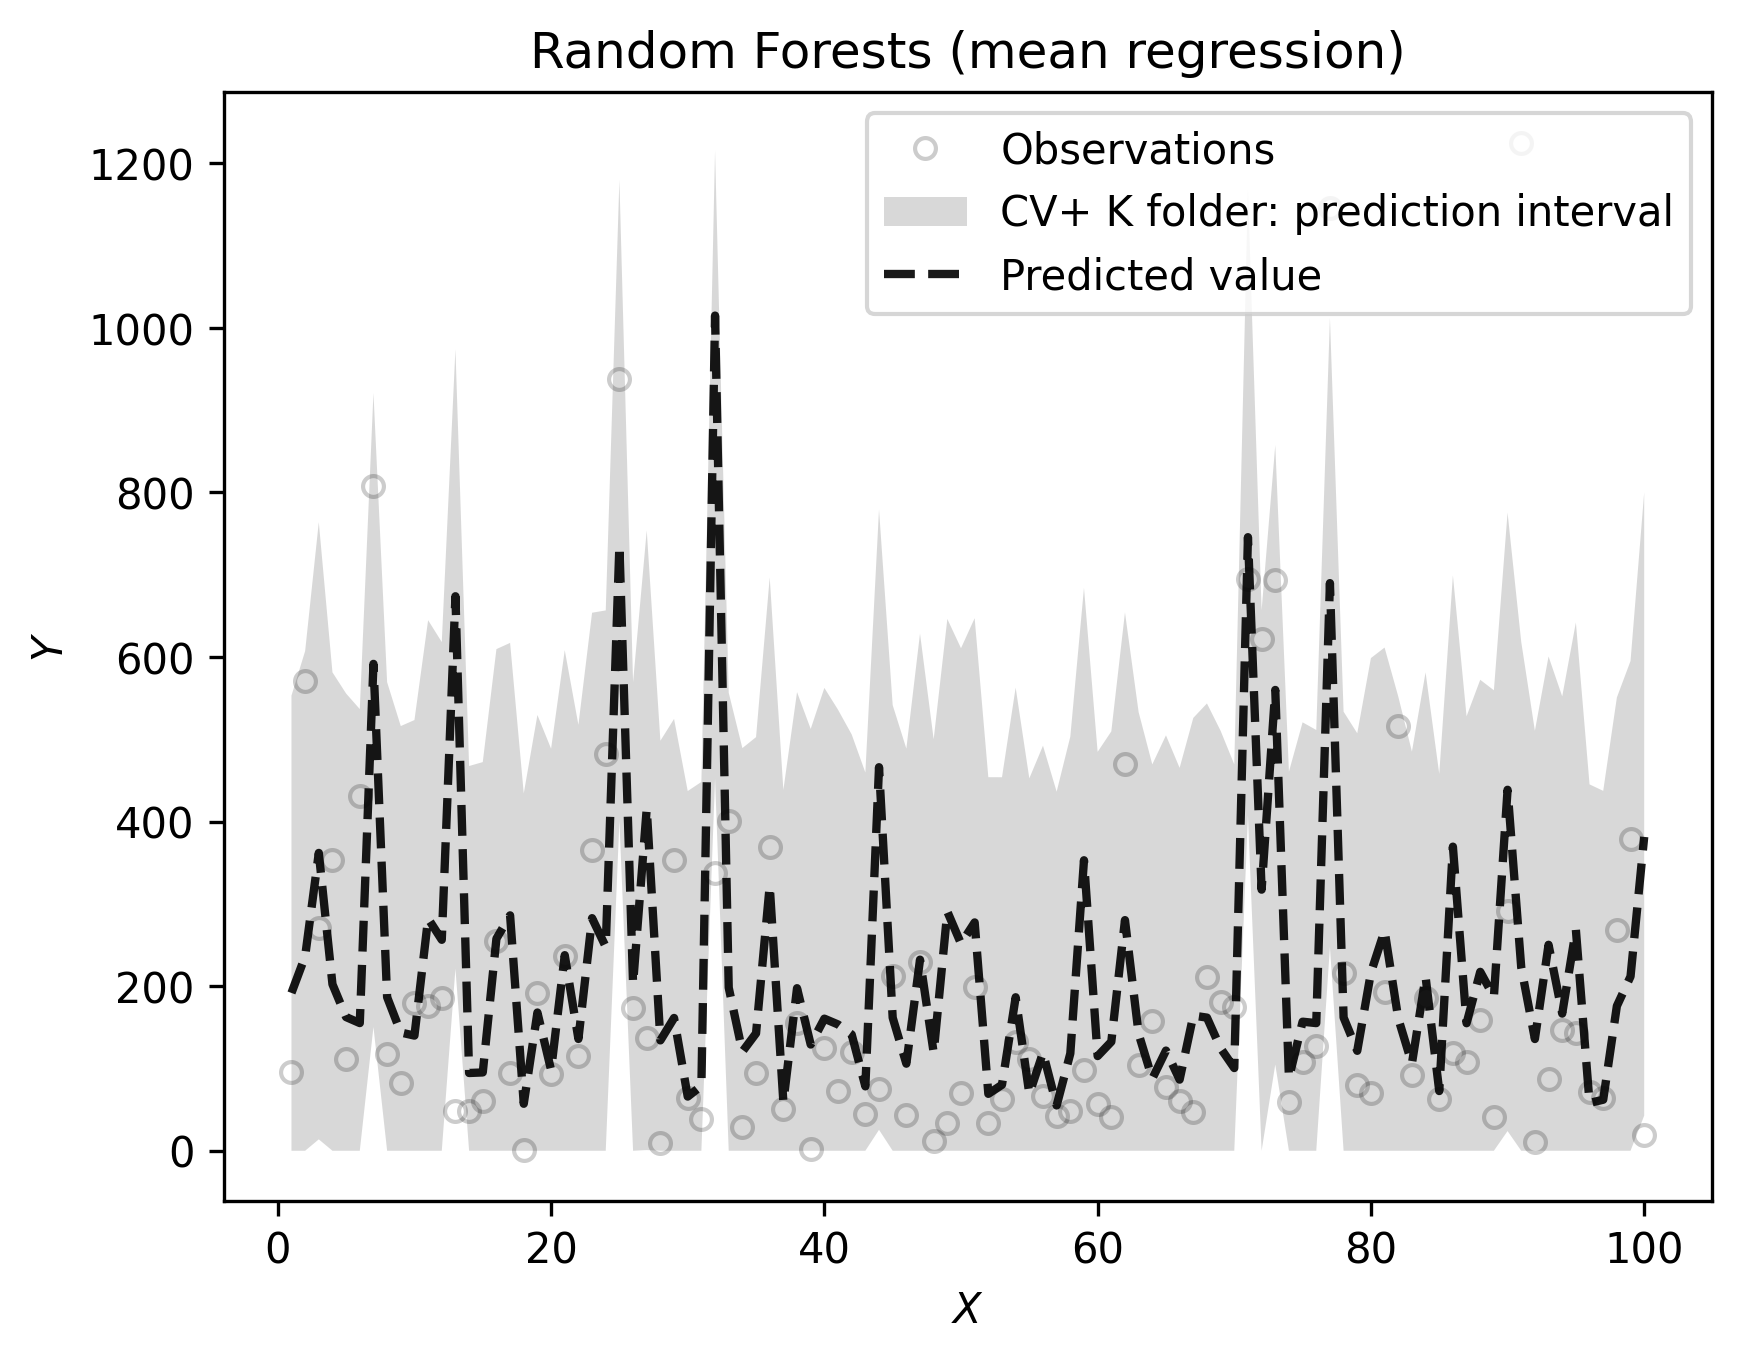 Random Forests (mean regression)
Observations
CV+ K folder: prediction interval
Predicted value
1200
1000
800
600
400
200
0
Y
0 20 40 60 80 100
X